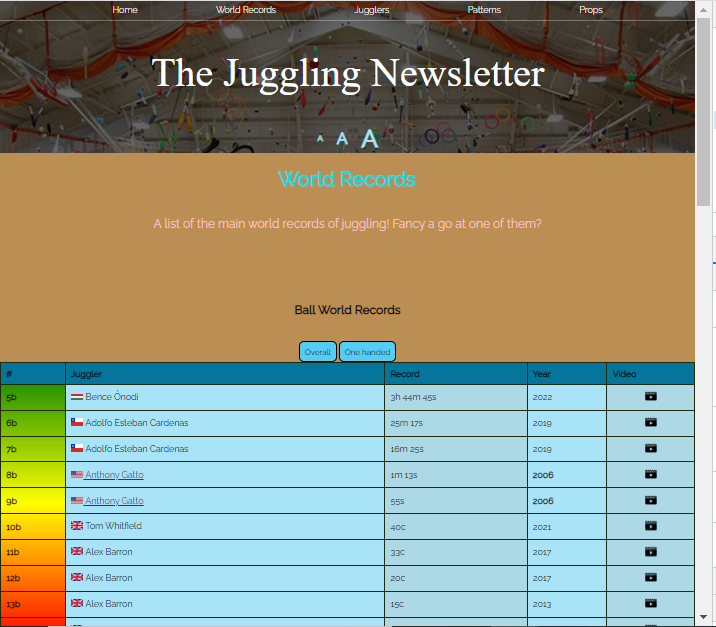 Home World Records Jugglers Patterns Props
The Juggling Newsletter
A A A
World Records
A list of the main world records of juggling! Fancy a go at one of them?
Ball World Records
Overall One handed
# Juggler Record Year Video
5b Bence Ónodi 3h 44m 45s 2022
6b Adolfo Esteban Cardenas 25m 17s 2019
7b Adolfo Esteban Cardenas 16m 25s 2019
8b Anthony Gatto 1m 13s 2006
9b Anthony Gatto 55s 2006
10b Tom Whitfield 40c 2021
11b Alex Barron 33c 2017
12b Alex Barron 20c 2017
13b Alex Barron 15c 2013